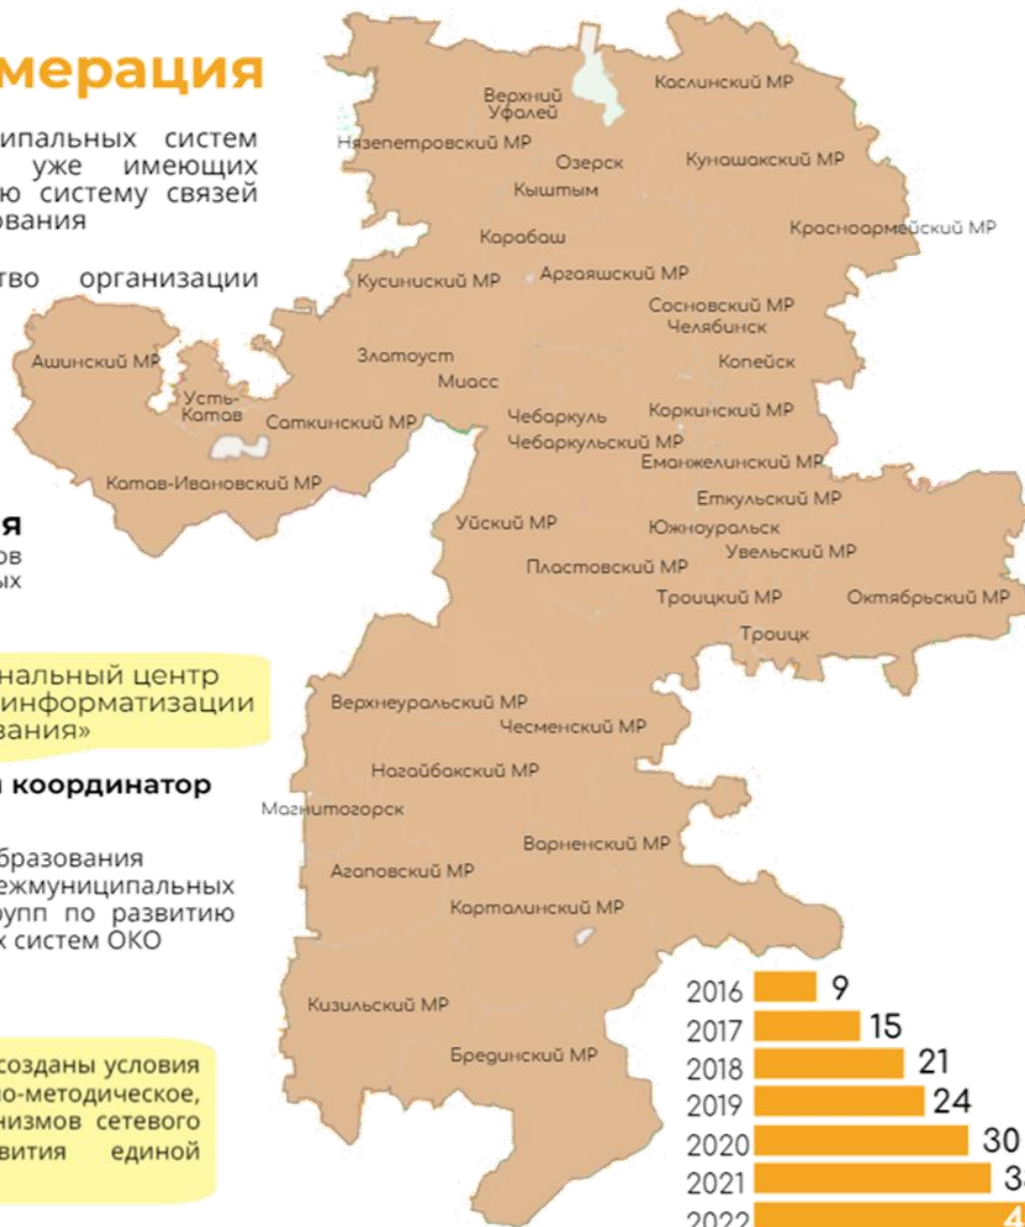 мерация
ципальных систем
уже имеющих
ю систему связей
ования
тво организации
я
ов
ых
нальный центр
информатизации
вания»
и координатор
бразования
ежмуниципальных
рупп по развитию
х систем ОКО
созданы условия
но-методическое,
низмов сетевого
вития единой
Верхний
Уфалей
Каслинский МР
Нязепетровский МР
Озерск
Кунашакский МР
Кыштым
Красноармейский МР
Карабаш
Кусиниский МР
Аргаяшский МР
Сосновский МР
Челябинск
Ашинский МР
Златоуст
Копейск
Миасс
Усть-
Катав
Саткинский МР
Чебаркуль
Коркинский МР
Чебаркульский МР
Еманжелинский МР
Катав-Ивановский МР
Еткульский МР
Уйский МР
Южноуральск
Увельский МР
Пластовский МР
Троицкий МР
Октябрьский МР
Троицк
Верхнеуральский МР
Чесменский МР
Нагайбакский МР
Магнитогорск
Варненский МР
Агаповский МР
Карталинский МР
Кизильский МР
Брединский МР
2016 9
2017 15
2018 21
2019 24
2020 30
2021 3
2022 4